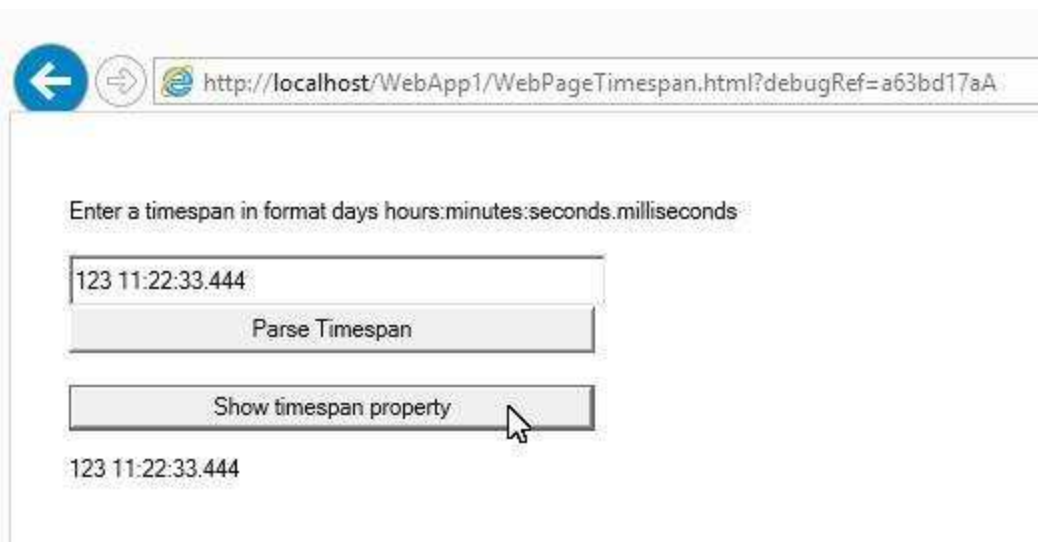 http://localhost/WebApp1/WebPageTimespan.html?debugRef=a63bd17aA
Enter a timespan in format days hours:minutes:seconds.milliseconds
123 11:22:33.444
Parse Timespan
Show timespan property
123 11:22:33.444